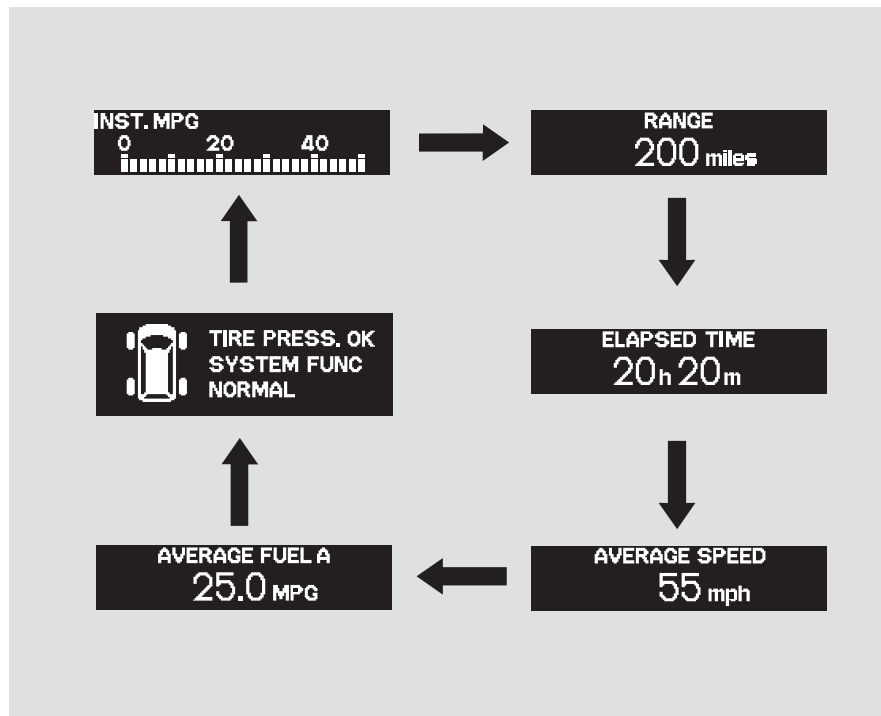 INST. MPG
0 20 40
RANGE
200 miles
TIRE PRESS. OK
SYSTEM FUNC
NORMAL
ELAPSED TIME
20h 20m
AVERAGE FUEL A
25.0 MPG
AVERAGE SPEED
55 mph